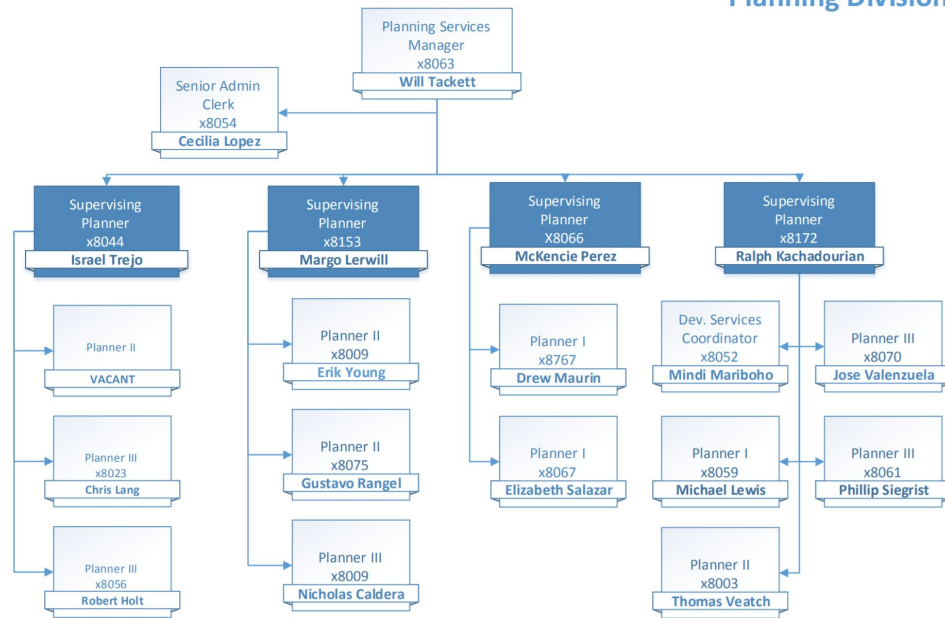 Planning Division
Planning Services
Manager
x8063
Will Tackett
Senior Admin
Clerk
x8054
Cecilia Lopez
Supervising
Planner
x8044
Israel Trejo
Supervising
Planner
x8153
Margo Lerwill
Supervising
Planner
X8066
McKencie Perez
Supervising
Planner
x8172
Ralph Kachadourian
Planner II
VACANT
Planner III
x8023
Chris Lang
Planner III
x8056
Robert Holt
Planner II
x8009
Erik Young
Planner II
x8075
Gustavo Rangel
Planner III
x8009
Nicholas Caldera
Planner I
x8767
Drew Maurin
Planner I
x8067
Elizabeth Salazar
Dev. Services
Coordinator
x8052
Mindi Mariboho
Planner III
x8070
Jose Valenzuela
Planner I
x8059
Michael Lewis
Planner III
x8061
Phillip Siegrist
Planner II
x8003
Thomas Veatch